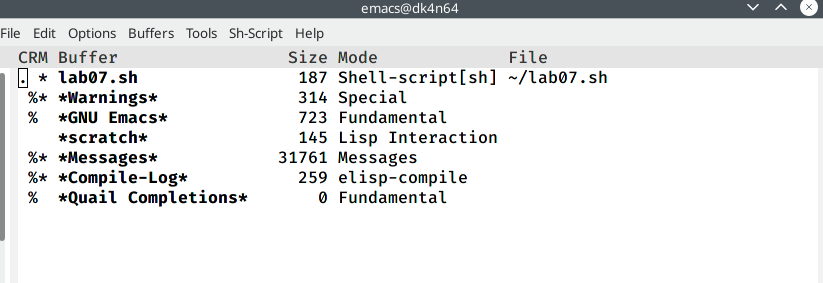 emacs@dk4n64
File Edit Options Buffers Tools Sh-Script Help
CRM Buffer Size Mode File
. * lab07.sh 187 Shell-script[sh] ~/lab07.sh
%* *Warnings* 314 Special
% *GNU Emacs* 723 Fundamental
*scratch* 145 Lisp Interaction
%* *Messages* 31761 Messages
%* *Compile-Log* 259 elisp-compile
% *Quail Completions* 0 Fundamental